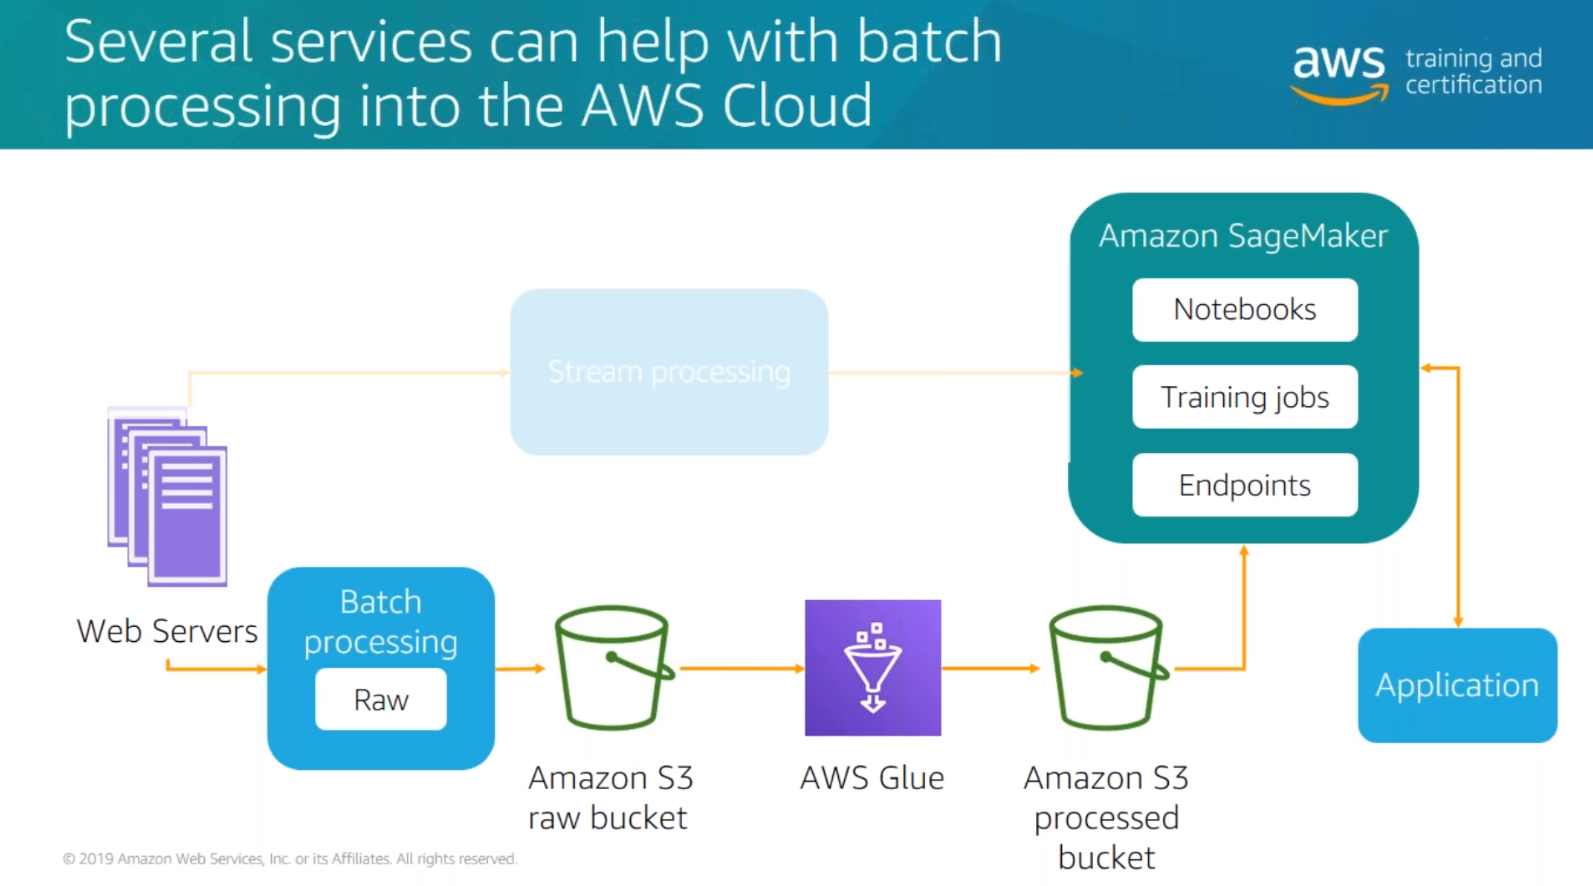 Several services can help with batch
processing into the AWS Cloud
aws
training and
certification
Amazon SageMaker
Notebooks
Training jobs
Endpoints
Stream processing
Web Servers
Batch
processing
Raw
Amazon S3
raw bucket
AWS Glue
Amazon S3
processed
bucket
Application
© 2019 Amazon Web Services, Inc. or its Affiliates. All rights reserved.